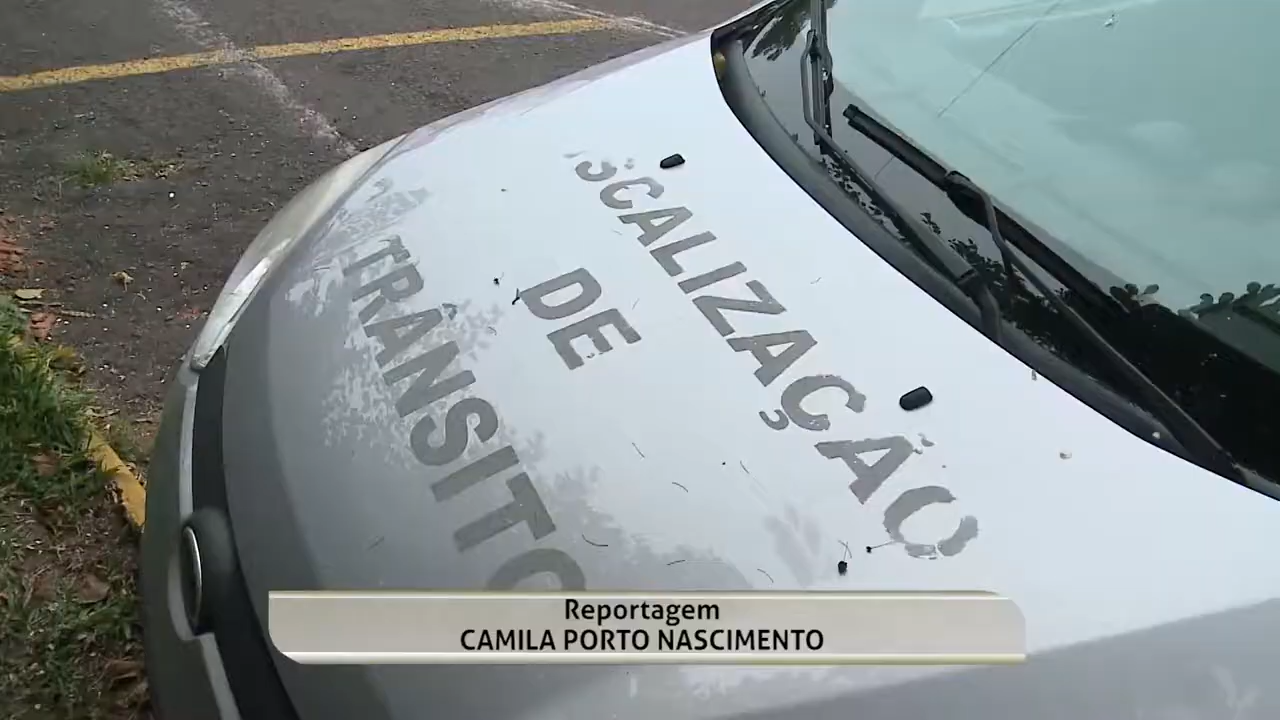 SCALIZAÇÃO
DE
TRÂNSITO
Reportagem
CAMILA PORTO NASCIMENTO